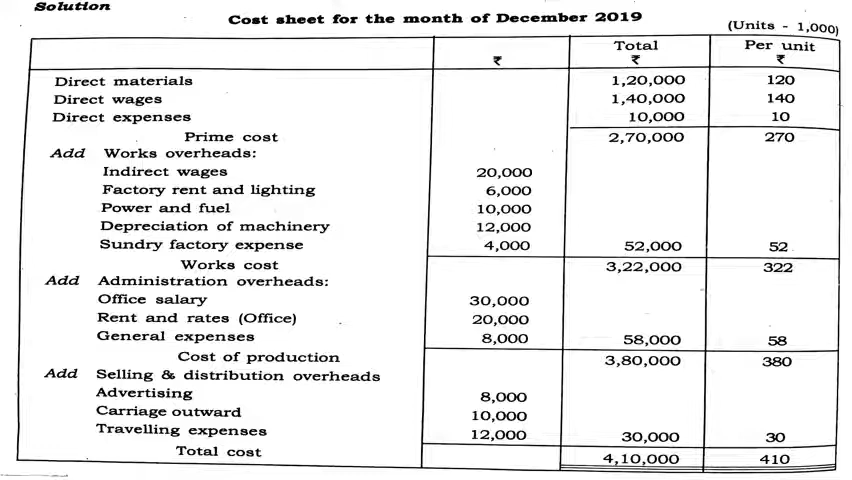 Solution
Cost sheet for the month of December 2019
(Units - 1,000)
₹ Total ₹ Per unit ₹
Direct materials 1,20,000 120
Direct wages 1,40,000 140
Direct expenses 10,000 10
Prime cost 2,70,000 270
Add Works overheads:
Indirect wages 20,000
Factory rent and lighting 6,000
Power and fuel 10,000
Depreciation of machinery 12,000
Sundry factory expense 4,000 52,000 52
Works cost 3,22,000 322
Add Administration overheads:
Office salary 30,000
Rent and rates (Office) 20,000
General expenses 8,000 58,000 58
Cost of production 3,80,000 380
Add Selling & distribution overheads
Advertising 8,000
Carriage outward 10,000
Travelling expenses 12,000 30,000 30
Total cost 4,10,000 410